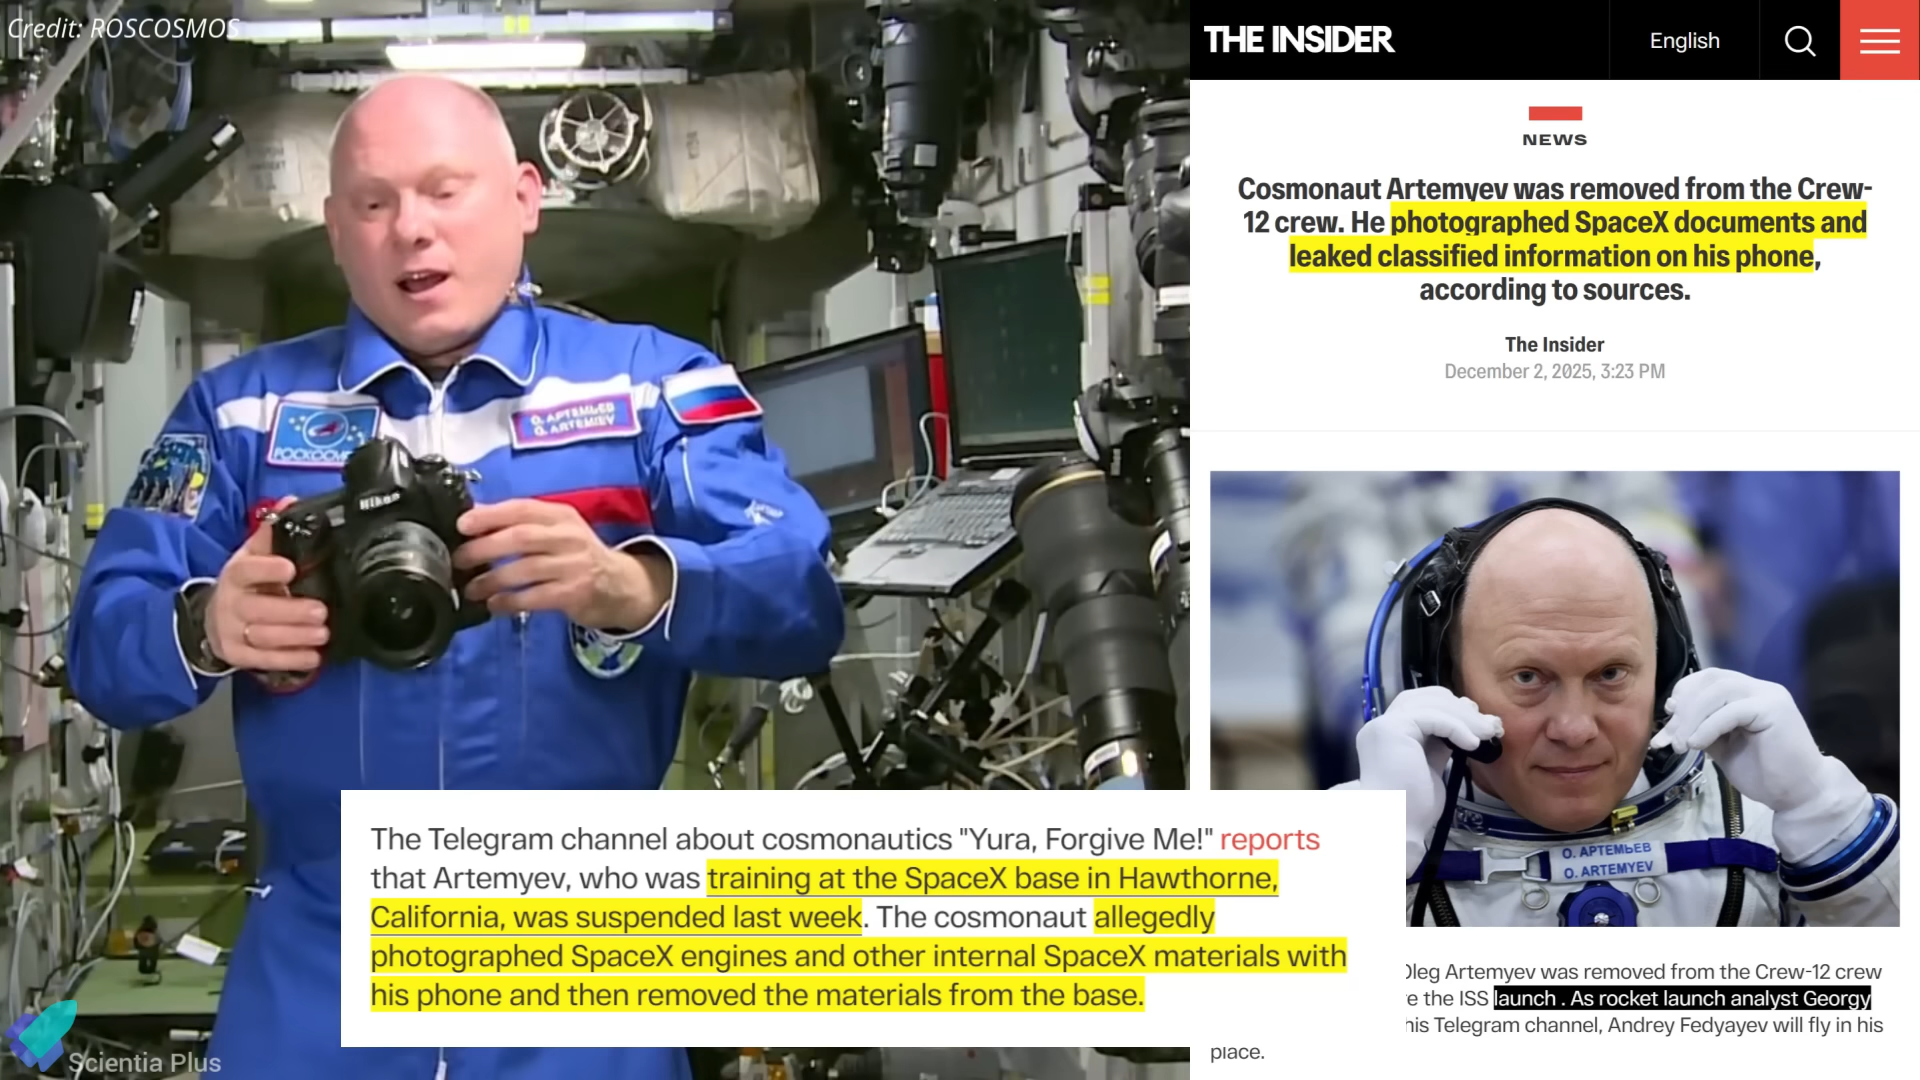 Credit: ROSCOSMOS
О. АРТЕМЬЕВ
O. ARTEMIEV
РОСКОСМОС
Nikon
THE INSIDER
English
NEWS
Cosmonaut Artemyev was removed from the Crew-
12 crew. He photographed SpaceX documents and
leaked classified information on his phone,
according to sources.
The Insider
December 2, 2025, 3:23 PM
О. АРТЕМЬЕВ
O. ARTEMYEV
The Telegram channel about cosmonautics "Yura, Forgive Me!" reports
that Artemyev, who was training at the SpaceX base in Hawthorne,
California, was suspended last week. The cosmonaut allegedly
photographed SpaceX engines and other internal SpaceX materials with
his phone and then removed the materials from the base.
Oleg Artemyev was removed from the Crew-12 crew
e the ISS launch . As rocket launch analyst Georgy
his Telegram channel, Andrey Fedyayev will fly in his
place.
Scientia Plus